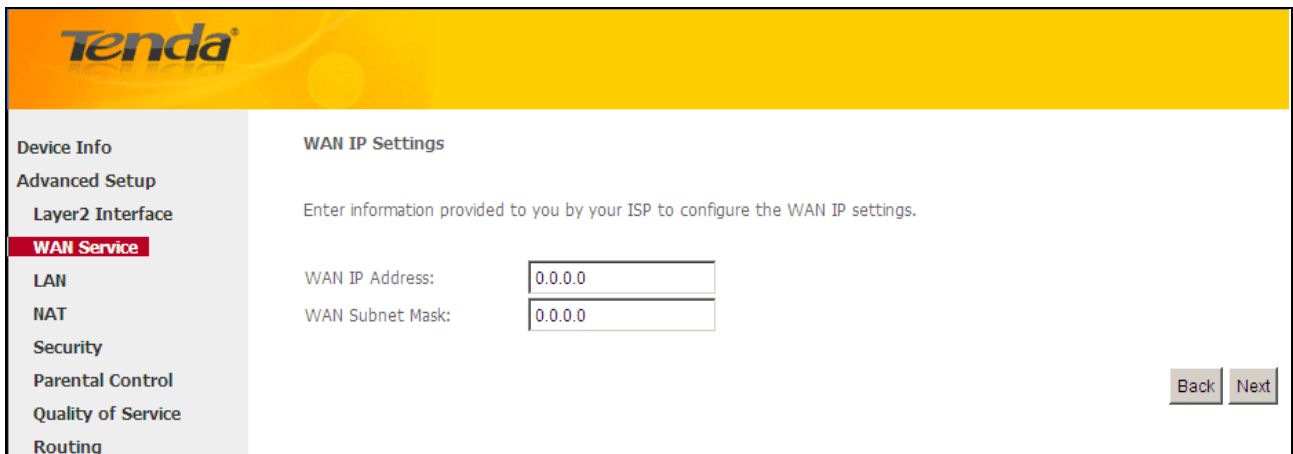 Tenda®
Device Info
Advanced Setup
Layer2 Interface
WAN Service
LAN
NAT
Security
Parental Control
Quality of Service
Routing
WAN IP Settings
Enter information provided to you by your ISP to configure the WAN IP settings.
WAN IP Address: 0.0.0.0
WAN Subnet Mask: 0.0.0.0
Back Next